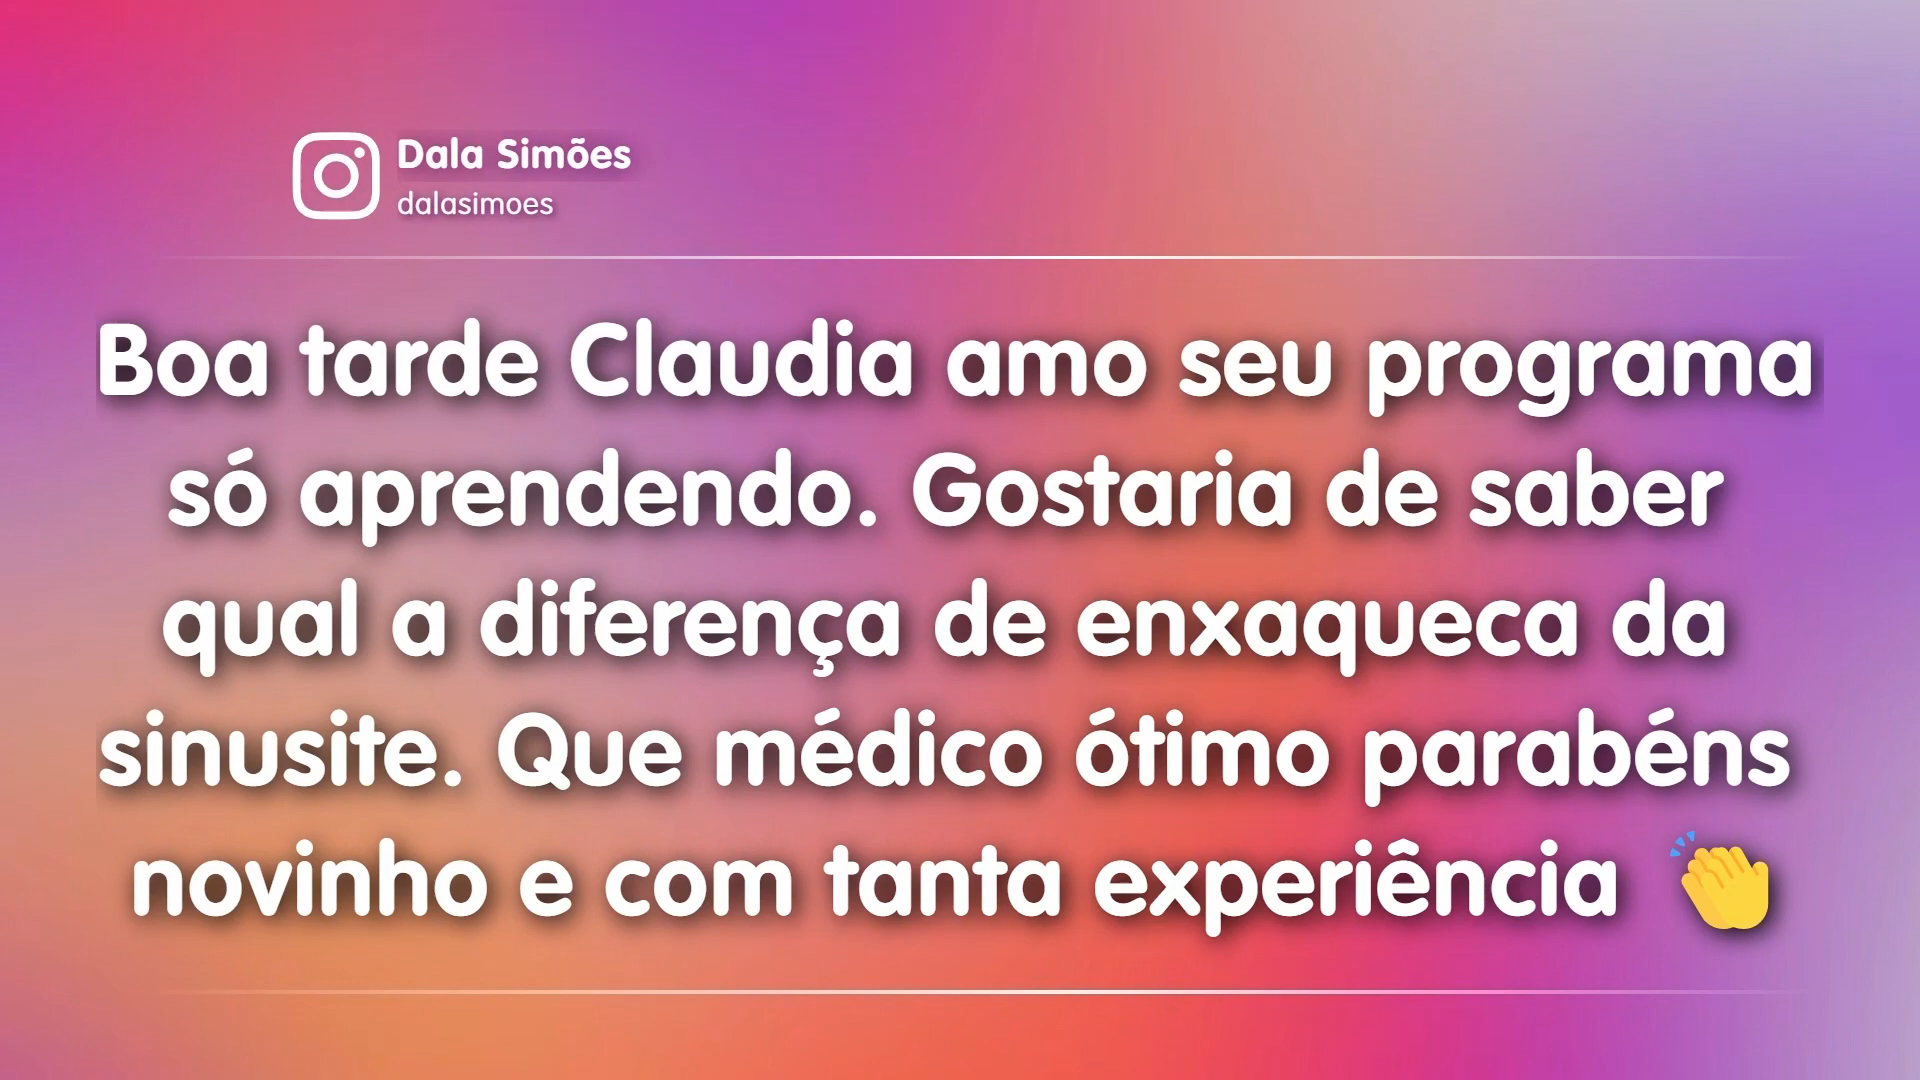 Dala Simões
dalasimoes
Boa tarde Claudia amo seu programa
só aprendendo. Gostaria de saber
qual a diferença de enxaqueca da
sinusite. Que médico ótimo parabéns
novinho e com tanta experiência 👏